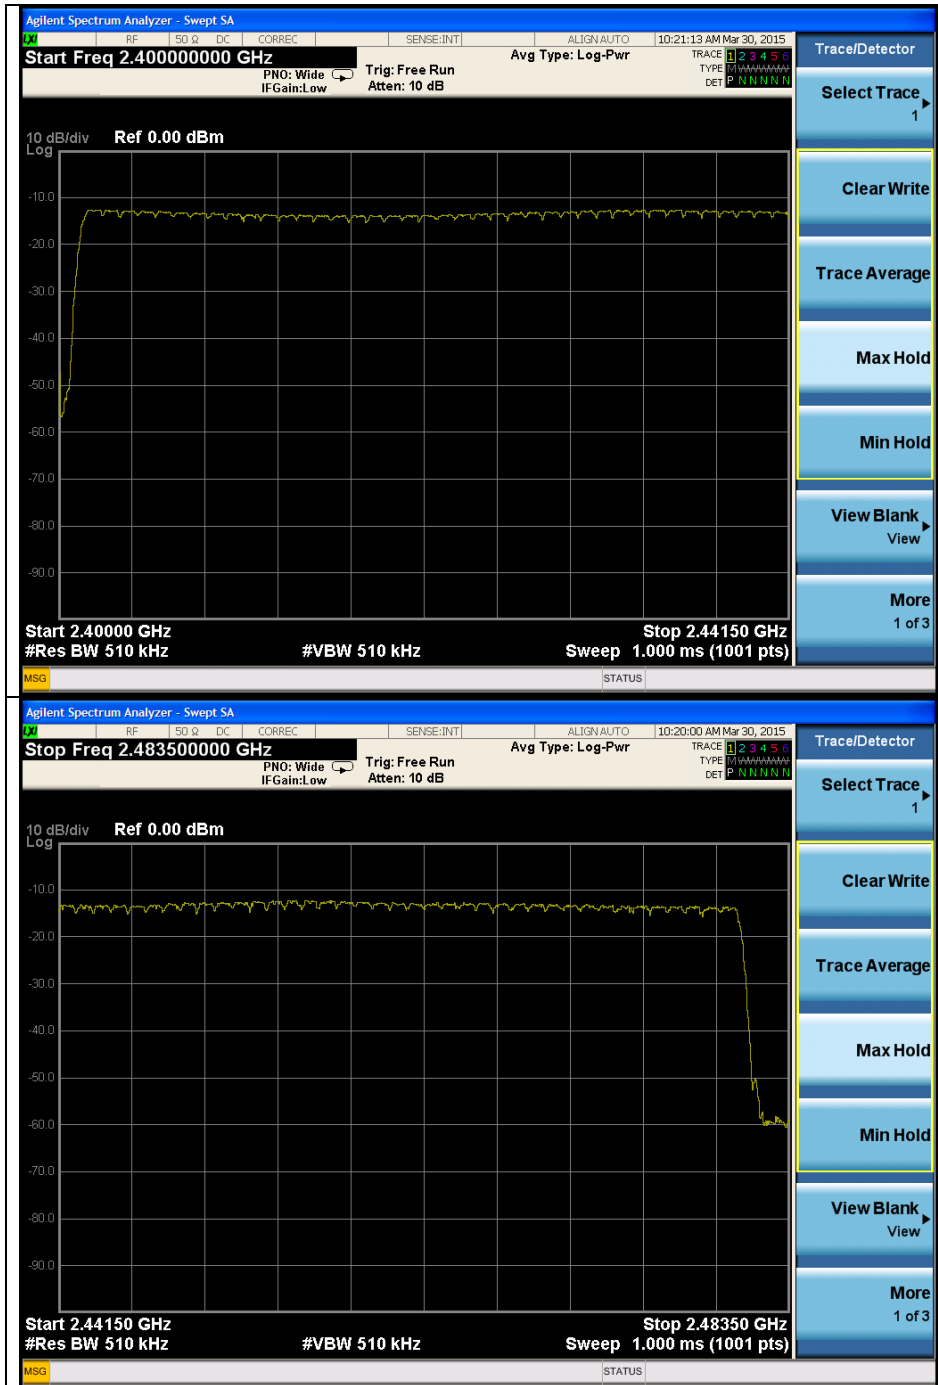 Agilent Spectrum Analyzer - Swept SA
LXI RF 50 Ω DC CORREC SENSE:INT ALIGN AUTO 10:21:13 AM Mar 30, 2015
Start Freq 2.400000000 GHz Avg Type: Log-Pwr TRACE 1 2 3 4 5 6
PNO: Wide Trig: Free Run TYPE M WWWWW
IFGain:Low Atten: 10 dB DET P N N N N N
10 dB/div Ref 0.00 dBm
Log
-10.0
-20.0
-30.0
-40.0
-50.0
-60.0
-70.0
-80.0
-90.0
Start 2.40000 GHz Stop 2.44150 GHz
#Res BW 510 kHz #VBW 510 kHz Sweep 1.000 ms (1001 pts)
MSG STATUS
Trace/Detector
Select Trace
1
Clear Write
Trace Average
Max Hold
Min Hold
View Blank
View
More
1 of 3
Agilent Spectrum Analyzer - Swept SA
LXI RF 50 Ω DC CORREC SENSE:INT ALIGN AUTO 10:20:00 AM Mar 30, 2015
Stop Freq 2.483500000 GHz Avg Type: Log-Pwr TRACE 1 2 3 4 5 6
PNO: Wide Trig: Free Run TYPE M WWWWW
IFGain:Low Atten: 10 dB DET P N N N N N
10 dB/div Ref 0.00 dBm
Log
-10.0
-20.0
-30.0
-40.0
-50.0
-60.0
-70.0
-80.0
-90.0
Start 2.44150 GHz Stop 2.48350 GHz
#Res BW 510 kHz #VBW 510 kHz Sweep 1.000 ms (1001 pts)
MSG STATUS
Trace/Detector
Select Trace
1
Clear Write
Trace Average
Max Hold
Min Hold
View Blank
View
More
1 of 3